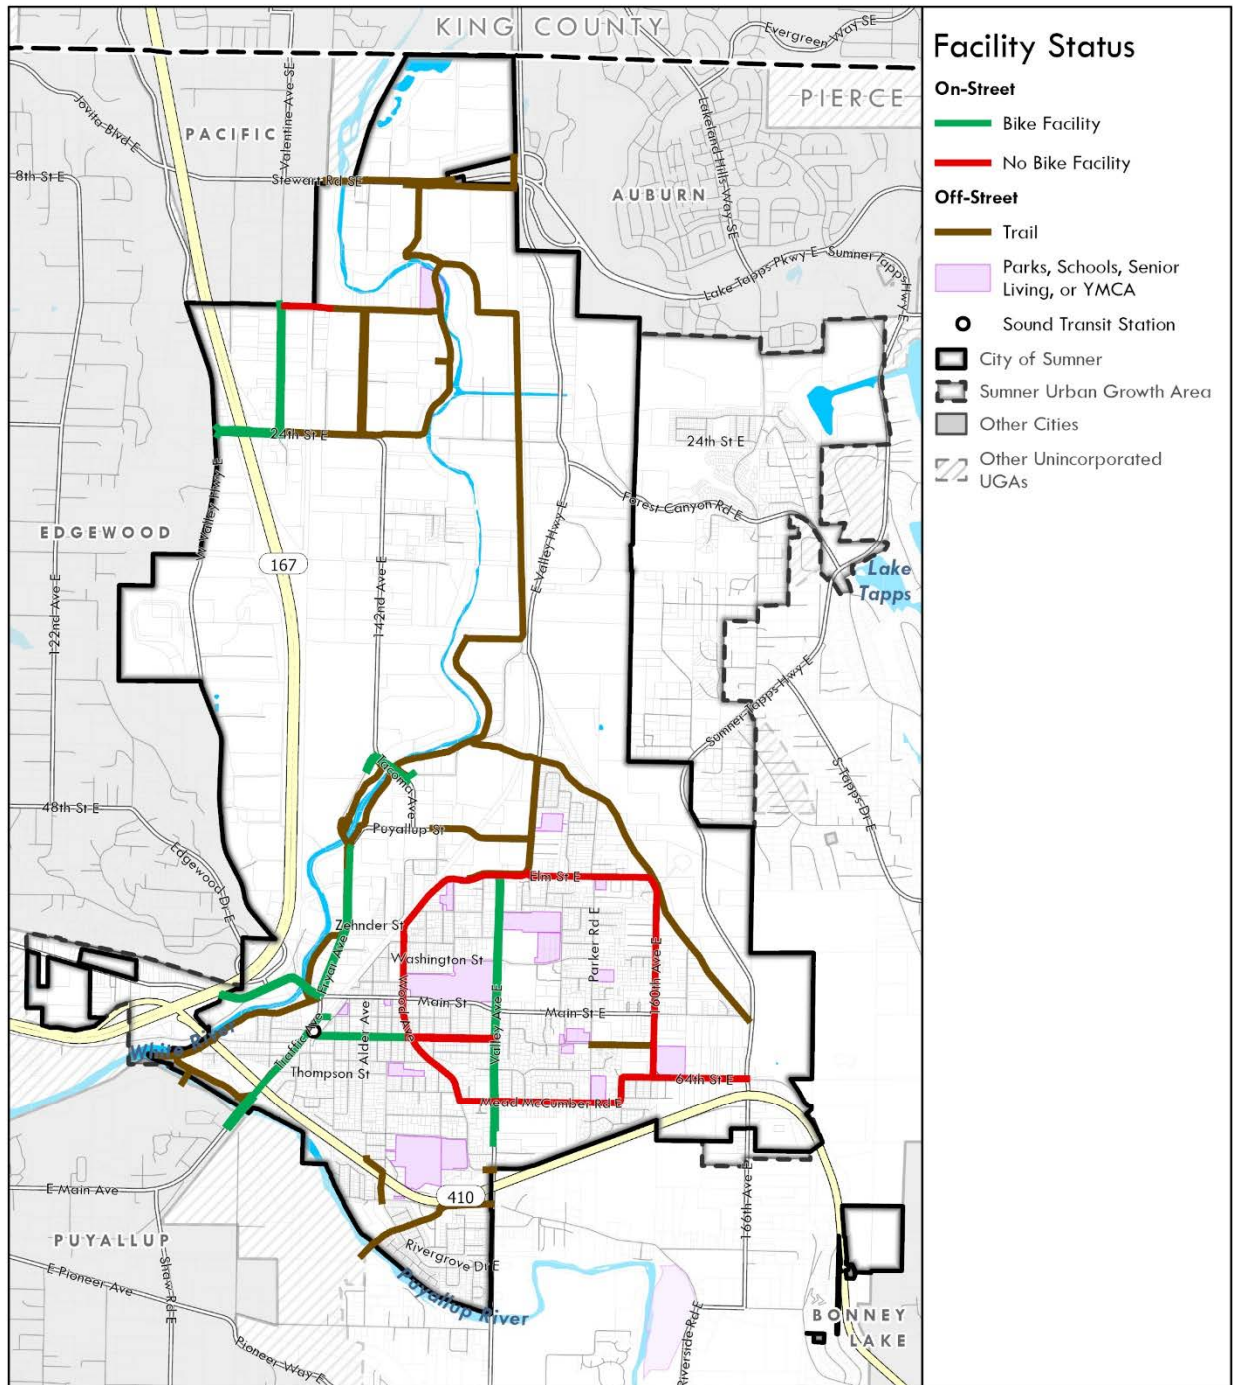 KING COUNTY
Evergreen Way SE
Facility Status
On-Street
Bike Facility
No Bike Facility
Off-Street
Trail
Parks, Schools, Senior
Living, or YMCA
Sound Transit Station
City of Sumner
Sumner Urban Growth Area
Other Cities
Other Unincorporated
UGAs
PIERCE
Jovita Blvd E
PACIFIC
Valentine Ave SE
Lakeland Hills Way SE
8th St E
Stewart Rd SE
AUBURN
Lake Tapps Pkwy E
Sumner Tapps Hwy E
24th St E
24th St E
W Valley Hwy E
Forest Canyon Rd E
E Valley Hwy E
EDGEWOOD
167
122nd Ave E
142nd Ave E
Lake
Tapps
Sumner Tapps Hwy E
S Tapps Dr E
Tacoma Ave
48th St E
Puyallup St
Edgewood Dr E
Elm St E
Zehnder St
Parker Rd E
Fryar Ave
Washington St
Wood Ave
160th Ave E
Main St
Main St E
Valley Ave E
Alder Ave
Traffic Ave
White River
Thompson St
64th St E
Mead McCumber Rd E
E Main Ave
410
166th Ave E
PUYALLUP
Rivergrove Dr E
E Pioneer Ave
Shaw Rd E
Puyallup River
Riverside Rd E
BONNEY
LAKE
Pioneer Way E